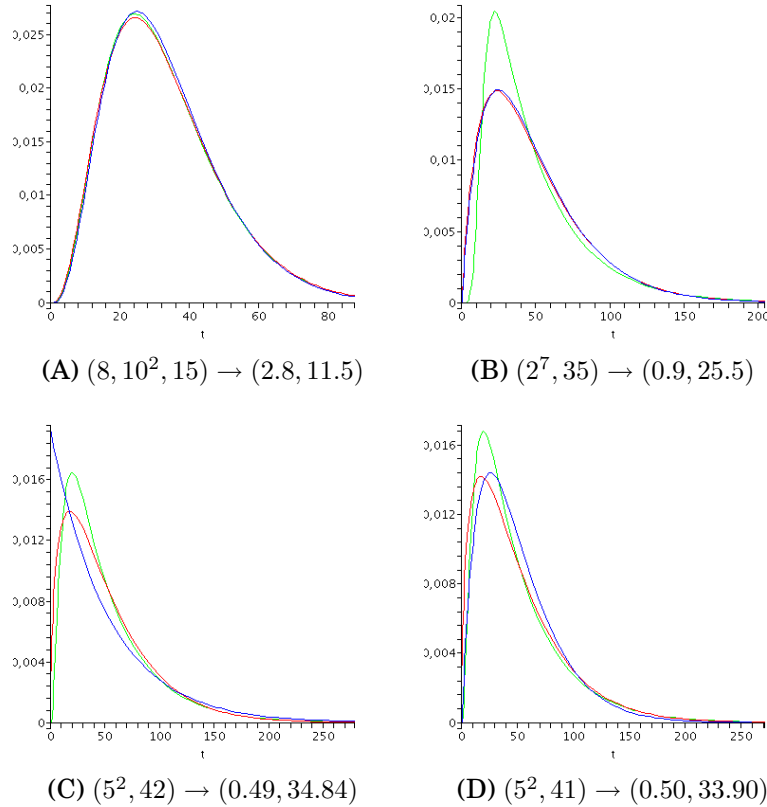 0,025
0,02
0,015
0,01
0,005
0
0 20 40 60 80
t
(A) (8, 10², 15) → (2.8, 11.5)
0,02
0,015
0,01
0,005
0
0 50 100 150 200
t
(B) (2⁷, 35) → (0.9, 25.5)
0,016
0,012
0,008
0,004
0
0 50 100 150 200 250
t
(C) (5², 42) → (0.49, 34.84)
0,016
0,012
0,008
0,004
0
0 50 100 150 200 250
t
(D) (5², 41) → (0.50, 33.90)